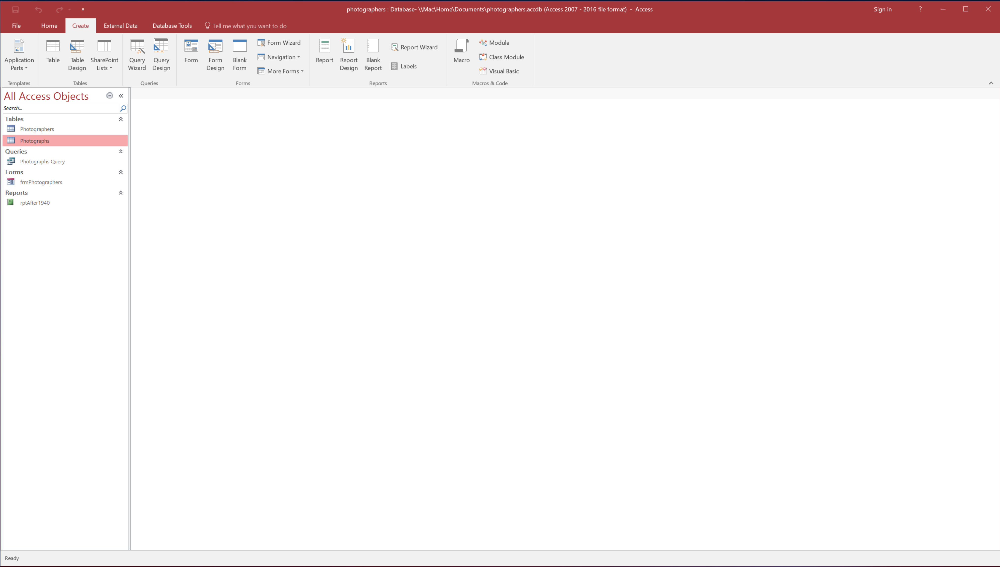 photographers : Database- \\Mac\Home\Documents\photographers.accdb (Access 2007 - 2016 file format)  -  Access
Sign in
?
File
Home
Create
External Data
Database Tools
Tell me what you want to do
Application Parts
Table
Table Design
SharePoint Lists
Query Wizard
Query Design
Form
Form Design
Blank Form
Form Wizard
Navigation
More Forms
Report
Report Design
Blank Report
Report Wizard
Labels
Macro
Module
Class Module
Visual Basic
Templates
Tables
Queries
Forms
Reports
Macros & Code
All Access Objects
Search...
Tables
Photographers
Photographs
Queries
Photographs Query
Forms
frmPhotographers
Reports
rptAfter1940
Ready